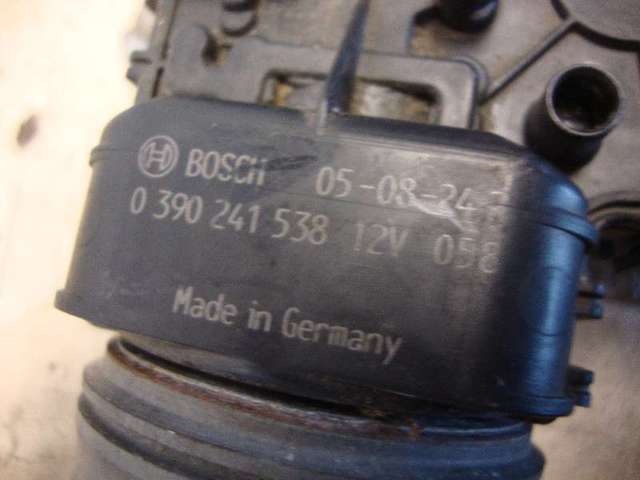 BOSCH 05-08-24
0 390 241 538 12V 058
Made in Germany